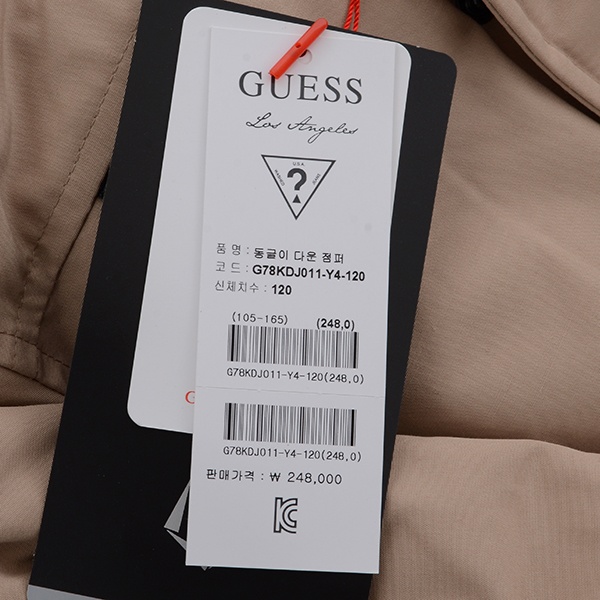 GUESS
Los Angeles
U.S.A.
?
품 명 : 동글이 다운 점퍼
코 드 : G78KDJ011-Y4-120
신체치수 : 120
(105-165) (248,0)
G78KDJ011-Y4-120(248,0)
G78KDJ011-Y4-120(248,0)
판매가격 : ₩ 248,000
G